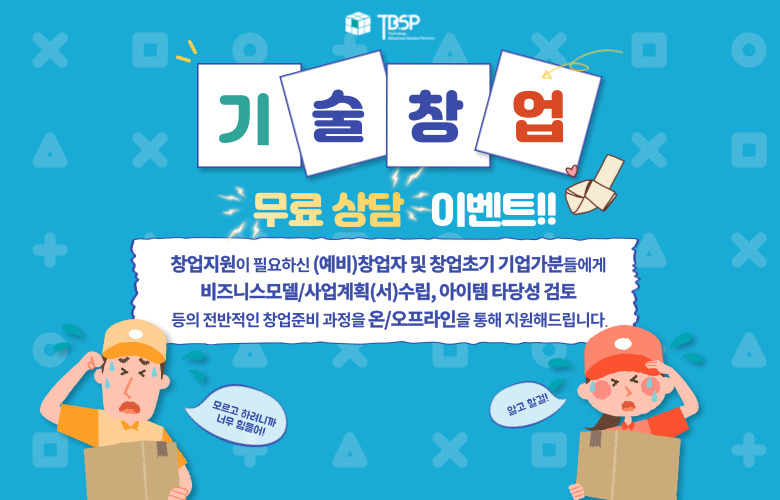 TBSP
Technology
기술창업
무료 상담 이벤트!!
창업지원이 필요하신 (예비)창업자 및 창업초기 기업가분들에게
비즈니스모델/사업계획(서)수립, 아이템 타당성 검토
등의 전반적인 창업준비 과정을 온/오프라인을 통해 지원해드립니다.
모르고 하려니까
너무 힘들어!
알고 할걸!